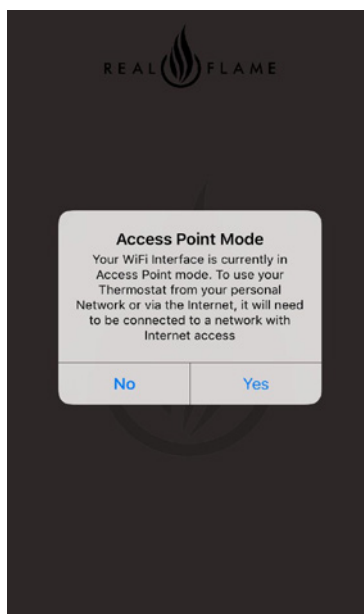 REAL FLAME
Access Point Mode
Your WiFi Interface is currently in
Access Point mode. To use your
Thermostat from your personal
Network or via the Internet, it will need
to be connected to a network with
Internet access
No Yes